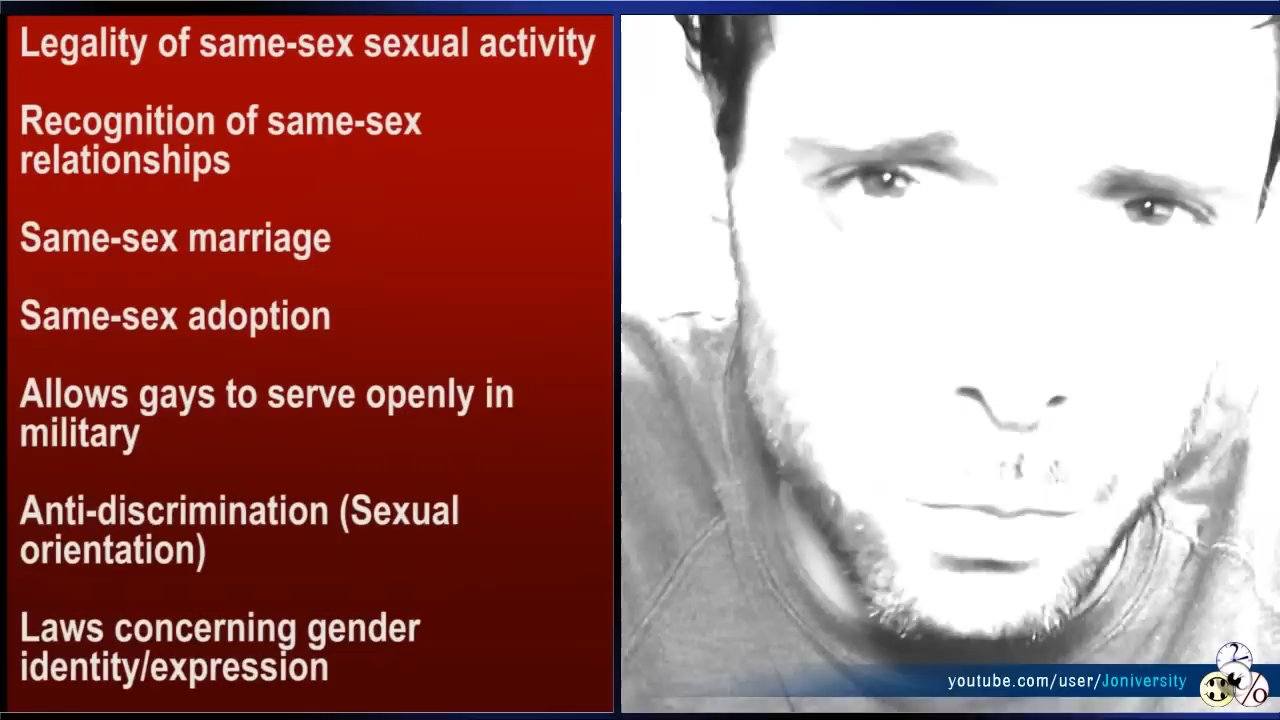 Legality of same-sex sexual activity
Recognition of same-sex
relationships
Same-sex marriage
Same-sex adoption
Allows gays to serve openly in
military
Anti-discrimination (Sexual
orientation)
Laws concerning gender
identity/expression
youtube.com/user/Joniversity